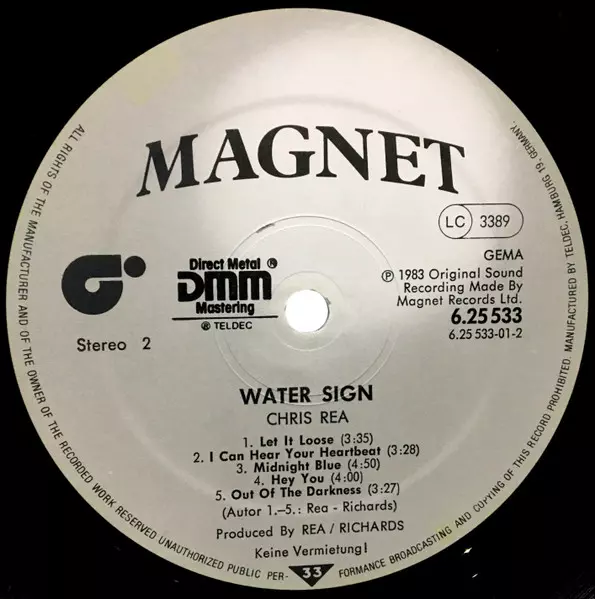 MAGNET
LC 3389
GEMA
℗ 1983 Original Sound
Recording Made By
Magnet Records Ltd.
6.25 533
6.25 533-01-2
Direct Metal ®
DMM
Mastering
® TELDEC
Stereo 2
WATER SIGN
CHRIS REA
1. Let It Loose (3:35)
2. I Can Hear Your Heartbeat (3:28)
3. Midnight Blue (4:50)
4. Hey You (4:00)
5. Out Of The Darkness (3:27)
(Autor 1.–5.: Rea - Richards)
Produced By REA / RICHARDS
Keine Vermietung!
33
ALL RIGHTS OF THE MANUFACTURER AND OF THE OWNER OF THE RECORDED WORK RESERVED UNAUTHORIZED PUBLIC PER- FORMANCE BROADCASTING AND COPYING OF THIS RECORD PROHIBITED. MANUFACTURED BY TELDEC, HAMBURG 19, GERMANY.